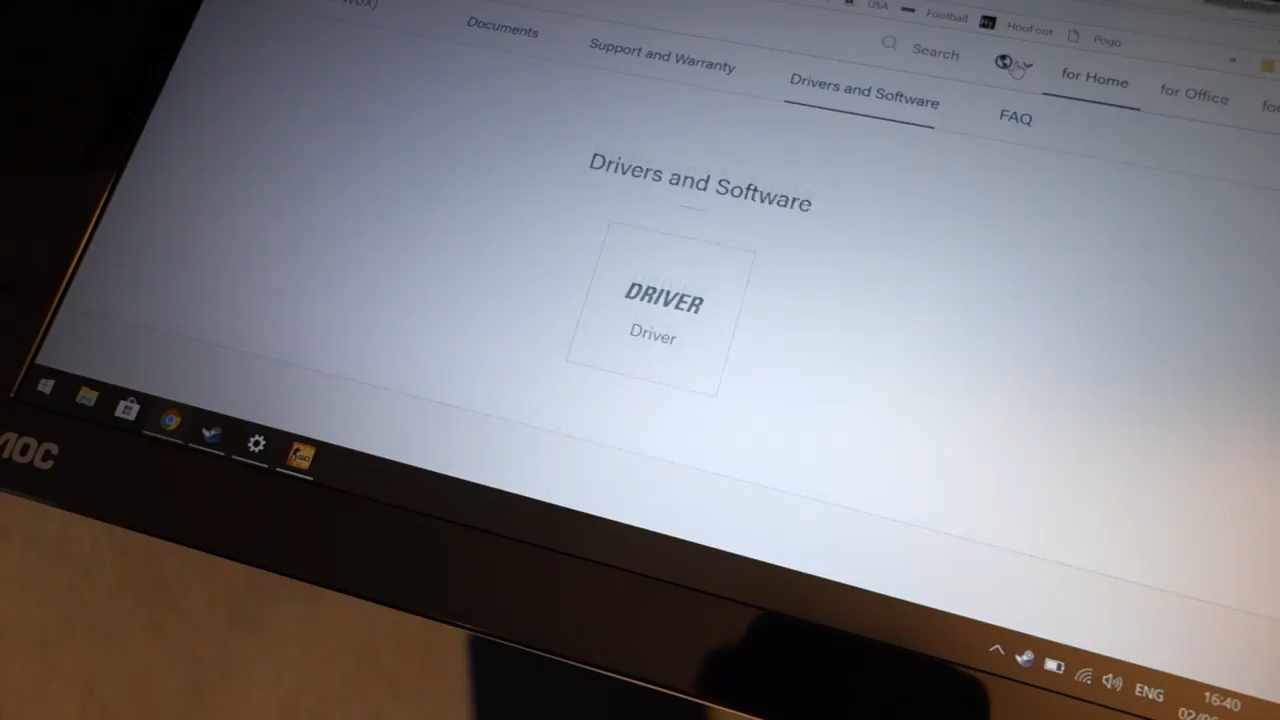 USA
Football
HooFoot
Pogo
Search
for Home
for Office
Documents
Support and Warranty
Drivers and Software
FAQ
Drivers and Software
DRIVER
Driver
AOC
GO
ENG
16:40